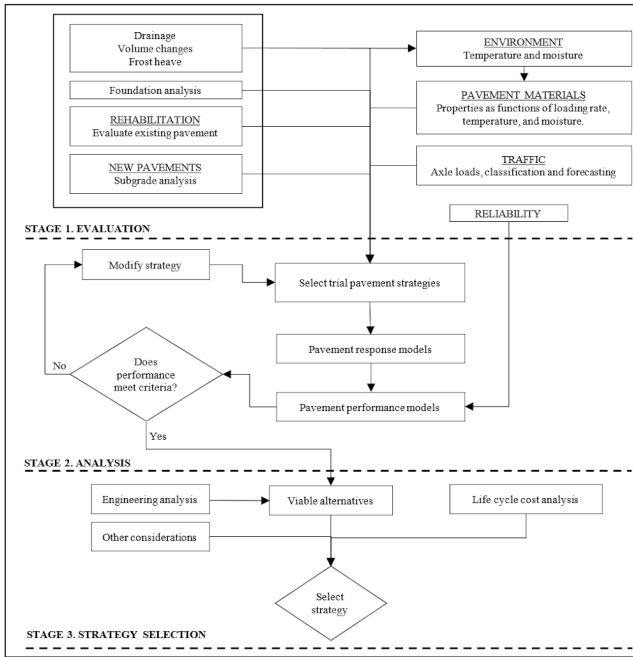 Drainage
Volume changes
Frost heave
Foundation analysis
REHABILITATION
Evaluate existing pavement
NEW PAVEMENTS
Subgrade analysis
ENVIRONMENT
Temperature and moisture
PAVEMENT MATERIALS
Properties as functions of loading rate,
temperature, and moisture.
TRAFFIC
Axle loads, classification and forecasting
RELIABILITY
STAGE 1. EVALUATION
Modify strategy
Select trial pavement strategies
Pavement response models
No
Does
performance
meet criteria?
Pavement performance models
Yes
STAGE 2. ANALYSIS
Engineering analysis
Viable alternatives
Life cycle cost analysis
Other considerations
Select
strategy
STAGE 3. STRATEGY SELECTION